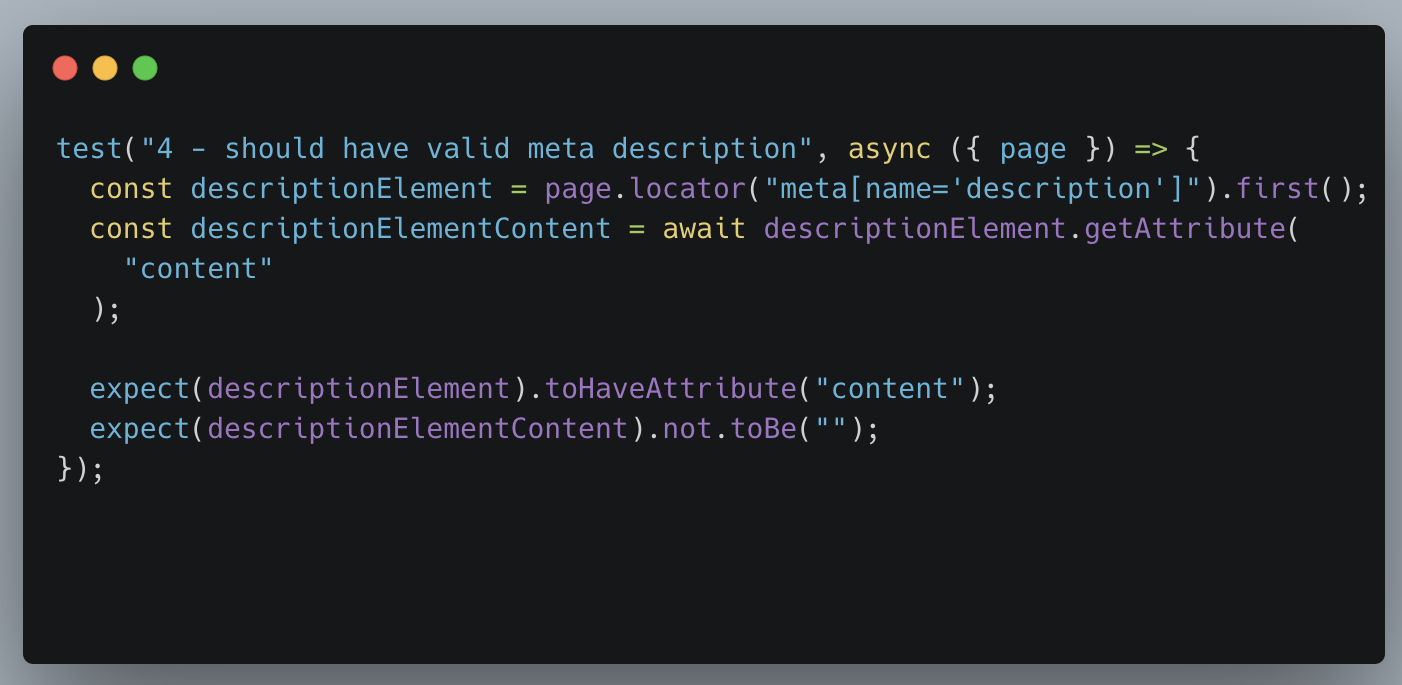 test("4 - should have valid meta description", async ({ page }) => {
  const descriptionElement = page.locator("meta[name='description']").first();
  const descriptionElementContent = await descriptionElement.getAttribute(
    "content"
  );

  expect(descriptionElement).toHaveAttribute("content");
  expect(descriptionElementContent).not.toBe("");
});